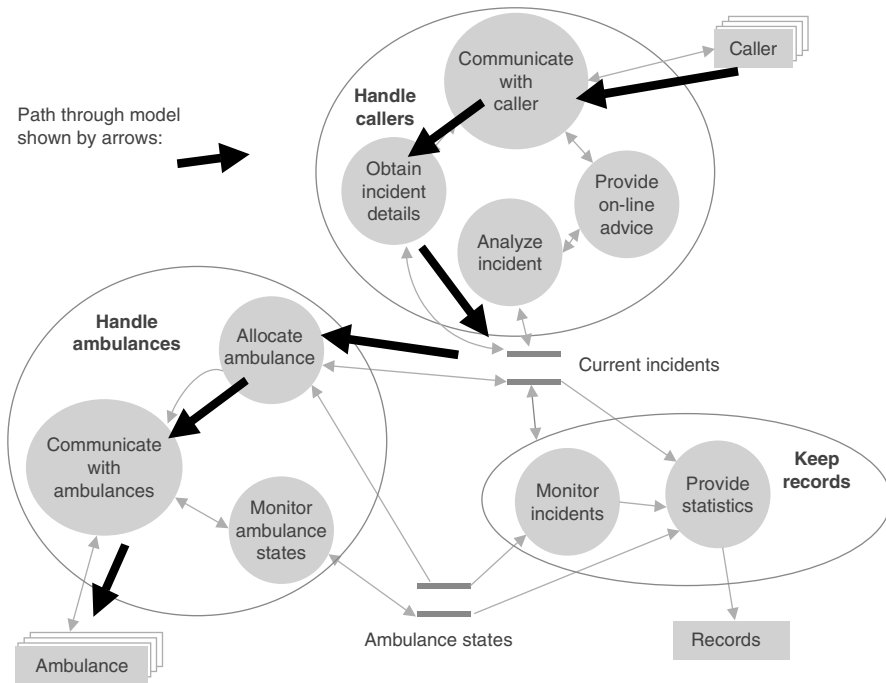 Caller
Communicate
with
caller
Handle
callers
Path through model
shown by arrows:
Obtain
incident
details
Provide
on-line
advice
Analyze
incident
Handle
ambulances
Allocate
ambulance
Current incidents
Communicate
with
ambulances
Monitor
ambulance
states
Keep
records
Monitor
incidents
Provide
statistics
Ambulance states
Records
Ambulance